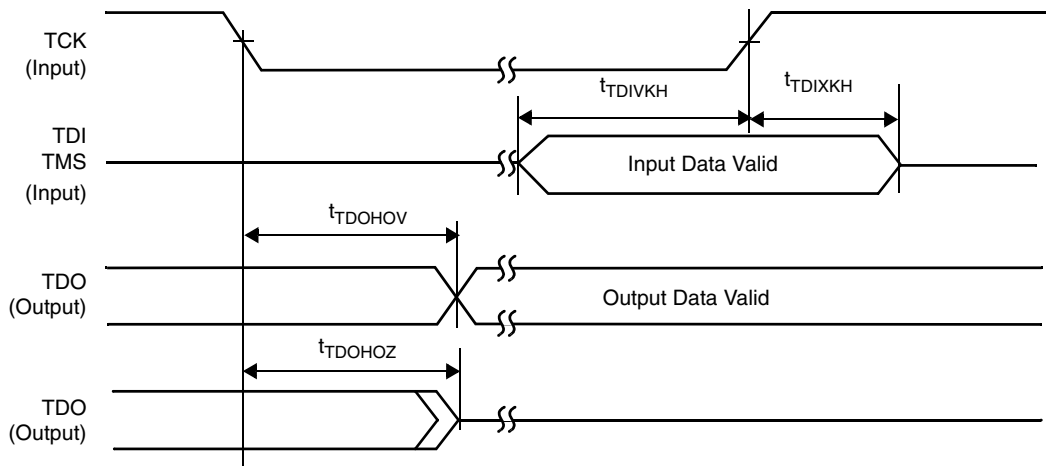 TCK
(Input)
tTDIVKH
tTDIXKH
TDI
TMS
(Input)
Input Data Valid
tTDOHOV
TDO
(Output)
Output Data Valid
tTDOHOZ
TDO
(Output)